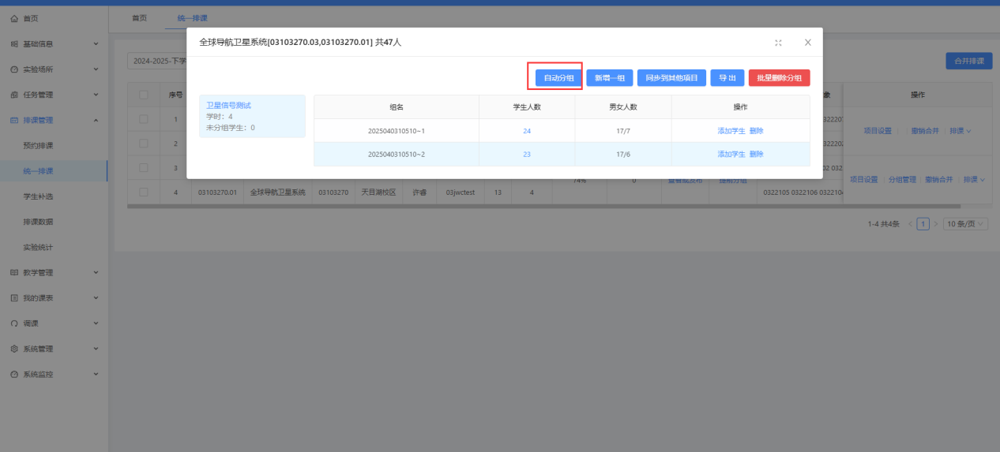 首页
基础信息
实验场所
任务管理
排课管理
预约排课
统一排课
学生补选
排课数据
实验统计
教学管理
我的课表
调课
系统管理
系统监控
首页 统一排课
2024-2025-下学
合并排课
全球导航卫星系统[03103270.03,03103270.01] 共47人
自动分组 新增一组 同步到其他项目 导 出 批量删除分组
卫星信号测试
学时：4
未分组学生：0
组名 学生人数 男女人数 操作
2025040310510~1 24 17/7 添加学生 删除
2025040310510~2 23 17/6 添加学生 删除
序号 象 操作
1 32220 项目设置 撤销合并 排课
2 32220
3 02 032 项目设置 分组管理 撤销合并 排课
4 03103270.01 全球导航卫星系统 03103270 天目湖校区 许睿 03jwctest 13 4 74% 0 0322105 0322106 032210
1-4 共4条 < 1 > 10 条/页